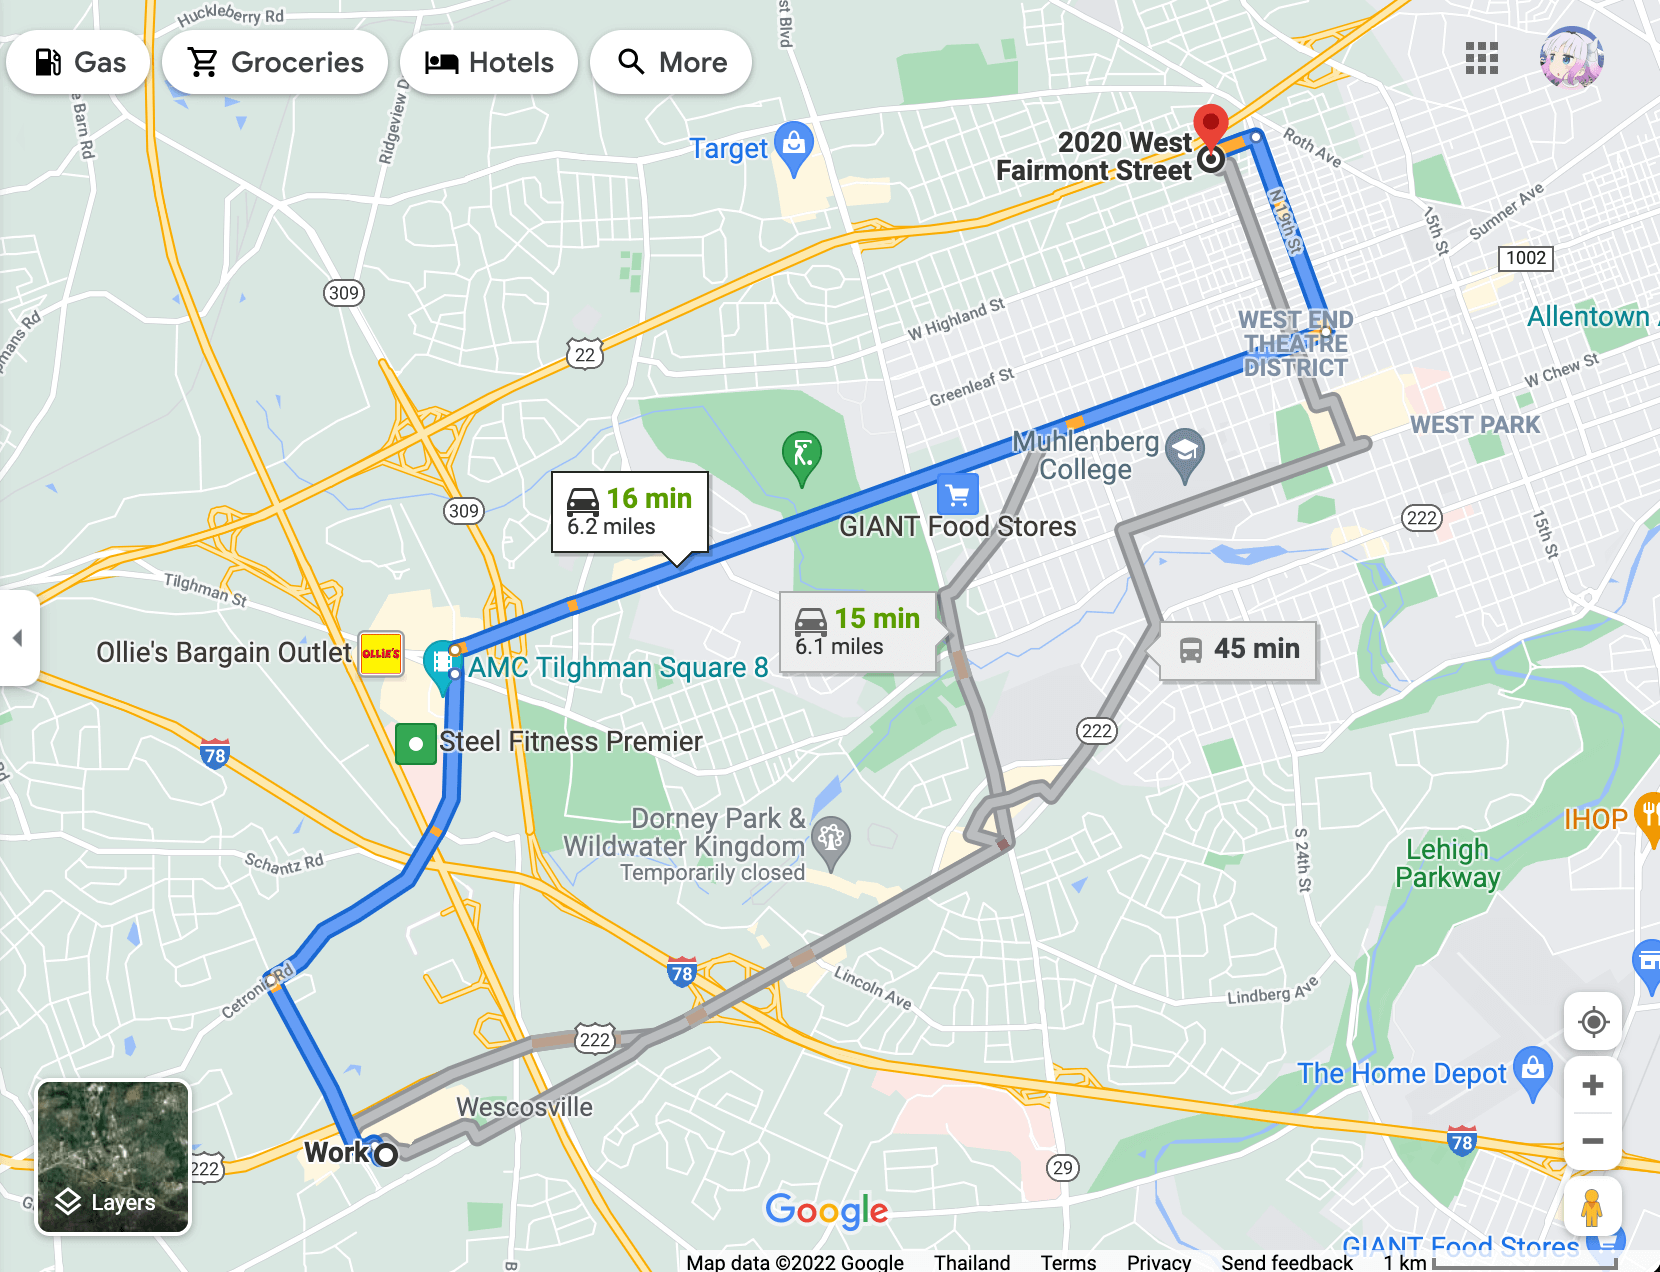 Huckleberry Rd
st Blvd
Gas
Groceries
Hotels
More
e Barn Rd
Ridgeview D
Target
2020 West
Fairmont Street
Roth Ave
N 19th St
15th St
Sumner Ave
1002
309
pmans Rd
W Highland St
WEST END
THEATRE
DISTRICT
Allentown A
22
Greenleaf St
W Chew St
WEST PARK
Muhlenberg
College
309
16 min
6.2 miles
GIANT Food Stores
222
15th St
Tilghman St
15 min
6.1 miles
45 min
Ollie's Bargain Outlet
OLLIE'S
AMC Tilghman Square 8
Steel Fitness Premier
222
78
Rd
Dorney Park &
Wildwater Kingdom
Temporarily closed
IHOP
Schantz Rd
S 24th St
Lehigh
Parkway
Cetronia Rd
78
Lincoln Ave
Lindberg Ave
222
The Home Depot
Wescosville
78
Work
222
29
Layers
Google
GIANT Food Stores
Map data ©2022 Google
Thailand
Terms
Privacy
Send feedback
1 km